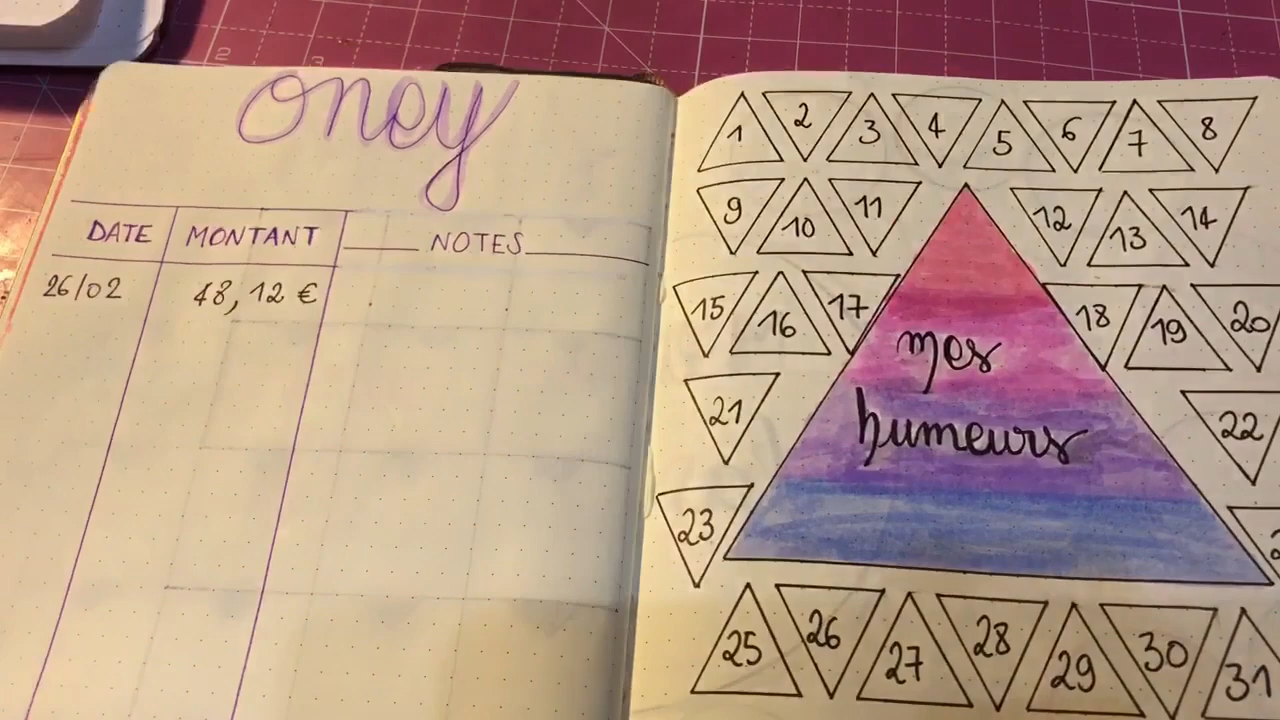 oney
DATE MONTANT NOTES
26/02 48,12 €
1 2 3 4 5 6 7 8
9 10 11 12 13 14
15 16 17 18 19 20
mes
21 22
humeurs
23
25 26 27 28 29 30 31
2 3